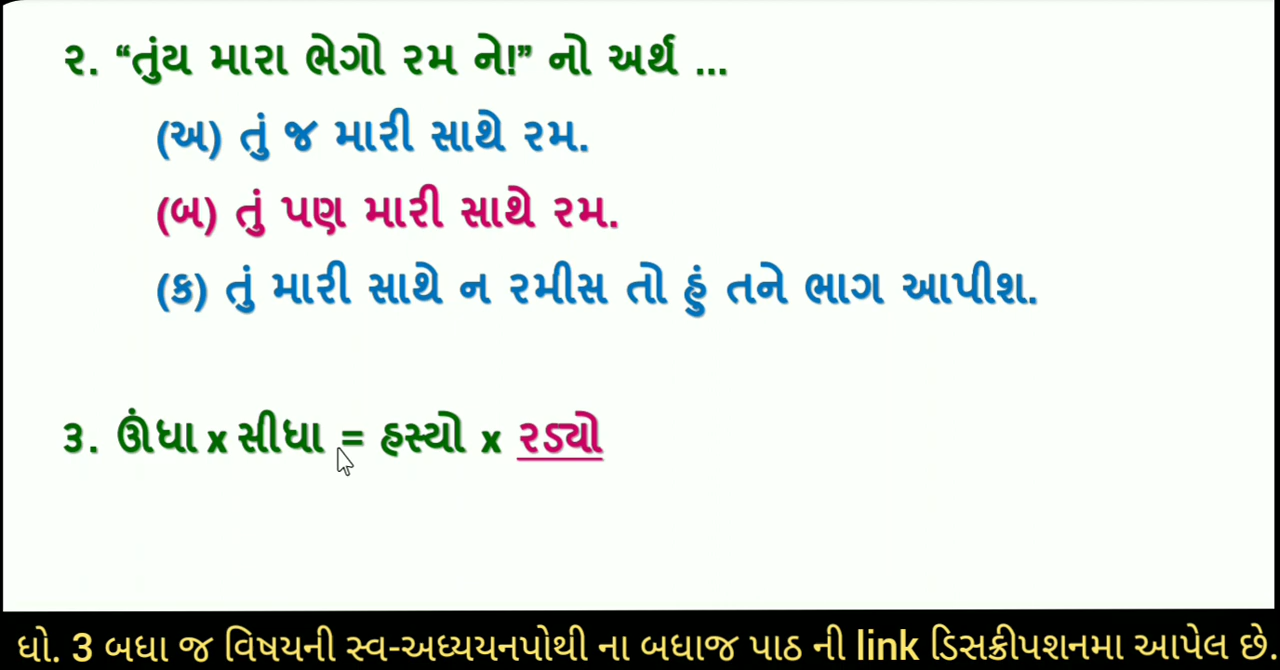 ૨. “તુંય મારા ભેગો રમ ને!” નો અર્થ ...
(અ) તું જ મારી સાથે રમ.
(બ) તું પણ મારી સાથે રમ.
(ક) તું મારી સાથે ન રમીસ તો હું તને ભાગ આપીશ.
૩. ઊંધા x સીધા = હસ્યો x રડ્યો
ધો. 3 બધા જ વિષયની સ્વ-અધ્યયનપોથી ના બધાજ પાઠ ની link ડિસક્રીપશનમા આપેલ છે.